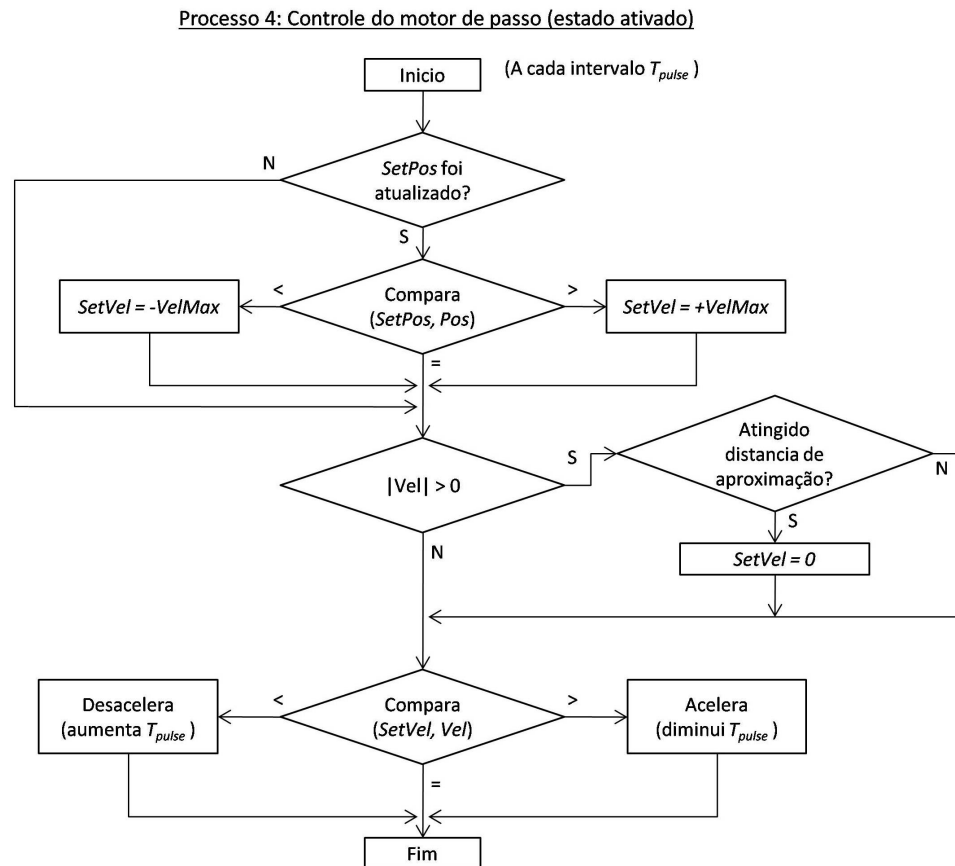 Processo 4: Controle do motor de passo (estado ativado)
Inicio
(A cada intervalo Tpulse )
N
SetPos foi
atualizado?
S
<
Compara
(SetPos, Pos)
>
SetVel = -VelMax
SetVel = +VelMax
=
|Vel| > 0
S
Atingido
distancia de
aproximação?
N
S
SetVel = 0
N
<
Compara
(SetVel, Vel)
>
Desacelera
(aumenta Tpulse )
Acelera
(diminui Tpulse )
=
Fim